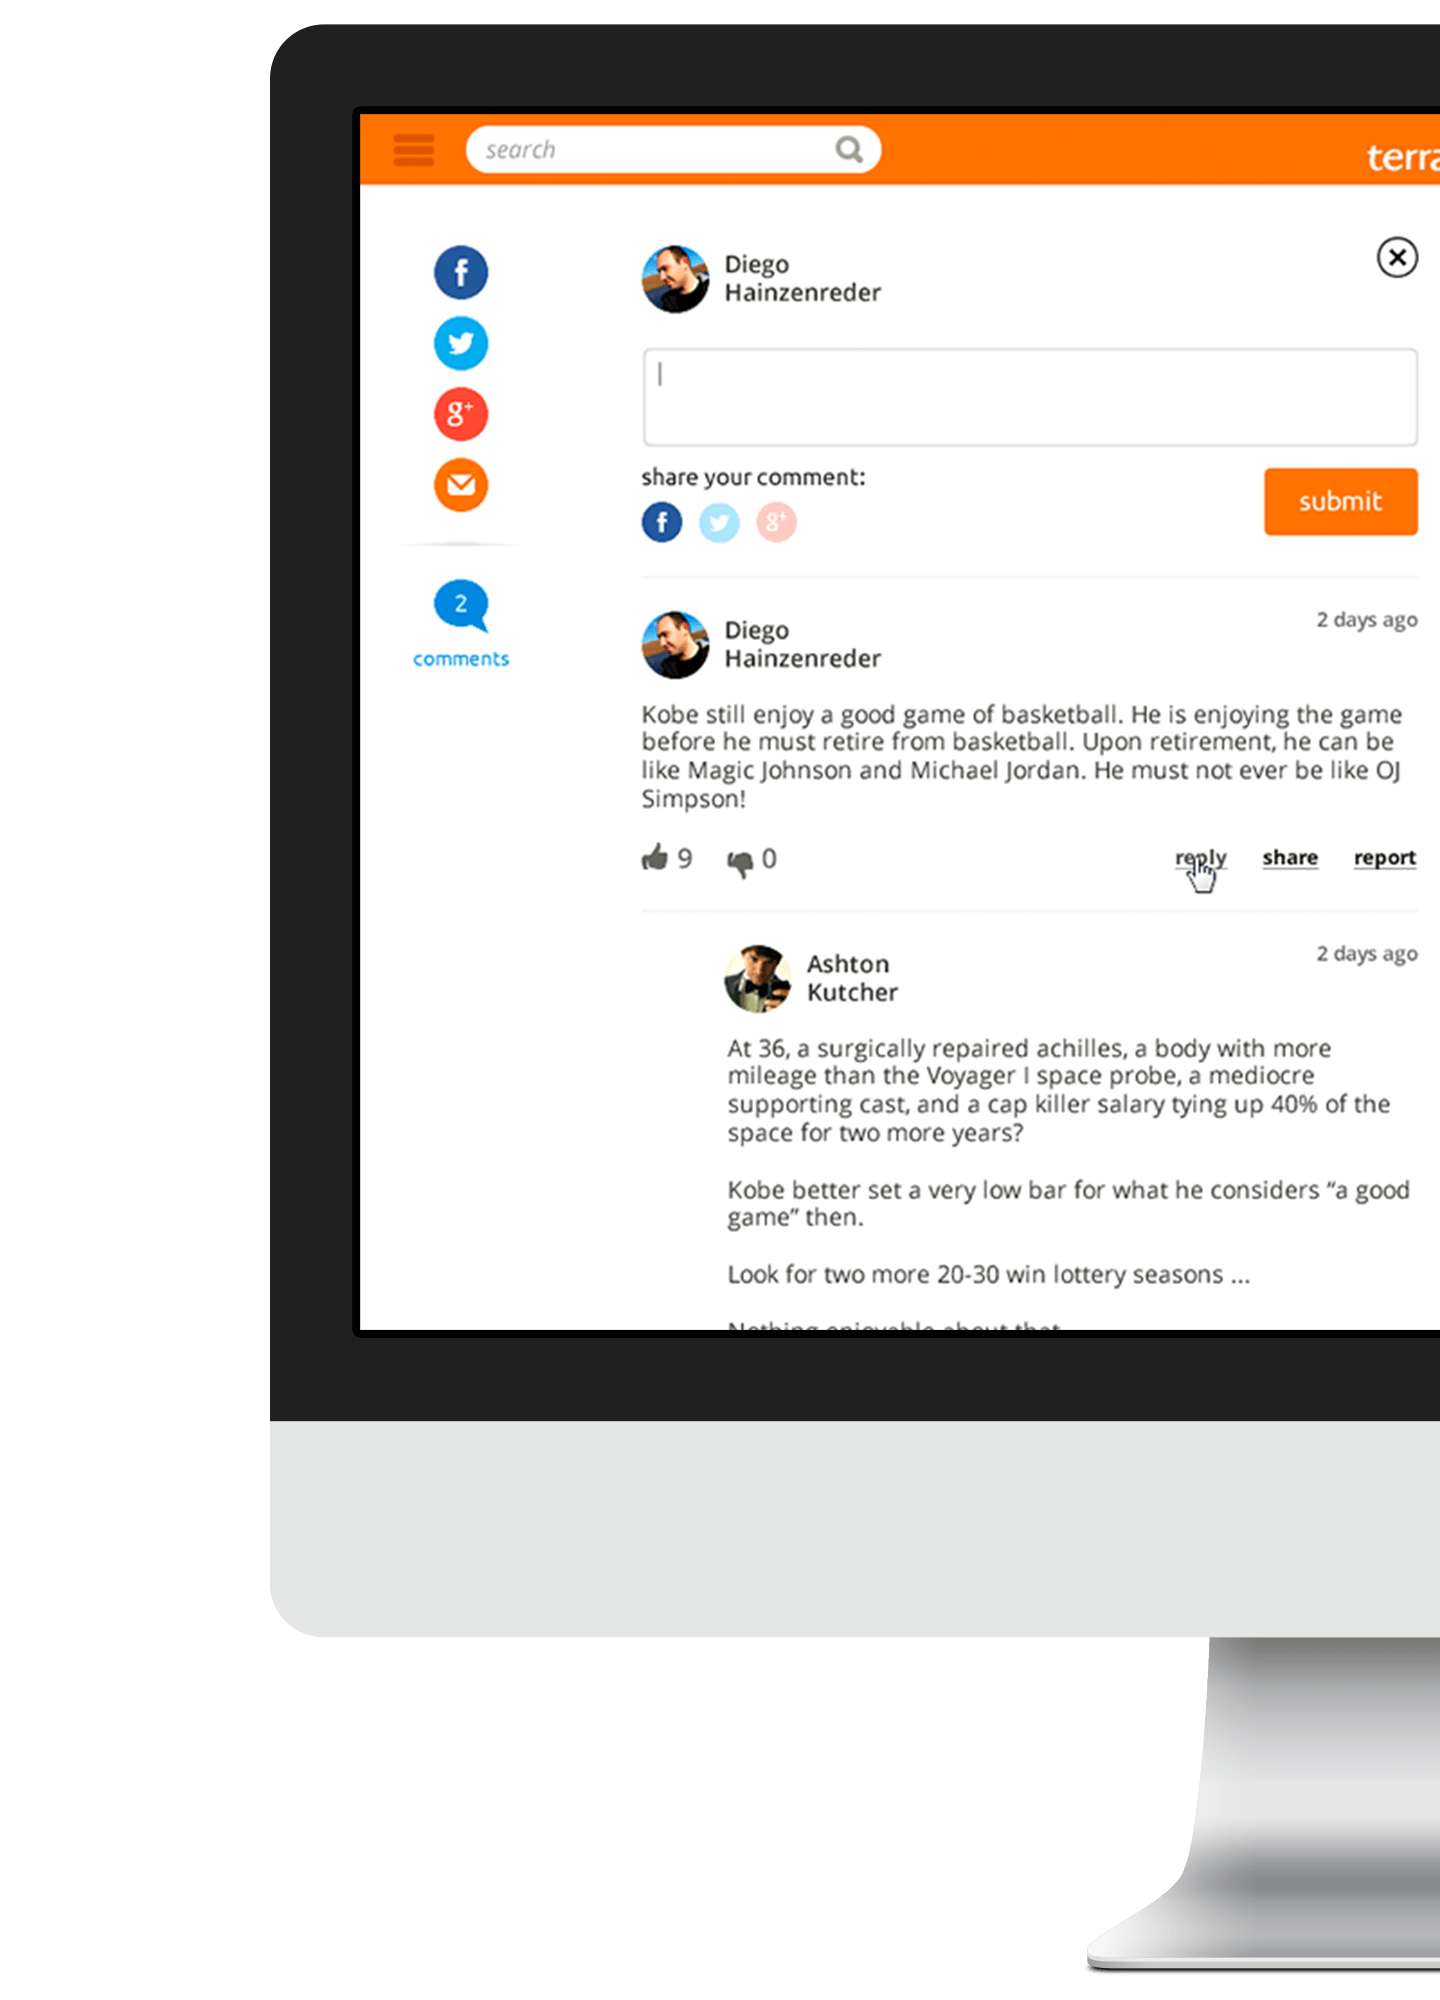 search
terra
f
g+
Diego
Hainzenreder
share your comment:
f
g+
submit
2
comments
Diego
Hainzenreder
2 days ago
Kobe still enjoy a good game of basketball. He is enjoying the game
before he must retire from basketball. Upon retirement, he can be
like Magic Johnson and Michael Jordan. He must not ever be like OJ
Simpson!
9
0
reply
share
report
Ashton
Kutcher
2 days ago
At 36, a surgically repaired achilles, a body with more
mileage than the Voyager I space probe, a mediocre
supporting cast, and a cap killer salary tying up 40% of the
space for two more years?
Kobe better set a very low bar for what he considers “a good
game” then.
Look for two more 20-30 win lottery seasons ...
Nothing enjoyable about that